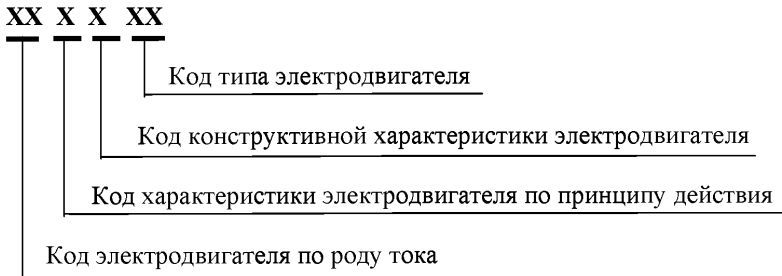 XX X X XX
Код типа электродвигателя
Код конструктивной характеристики электродвигателя
Код характеристики электродвигателя по принципу действия
Код электродвигателя по роду тока